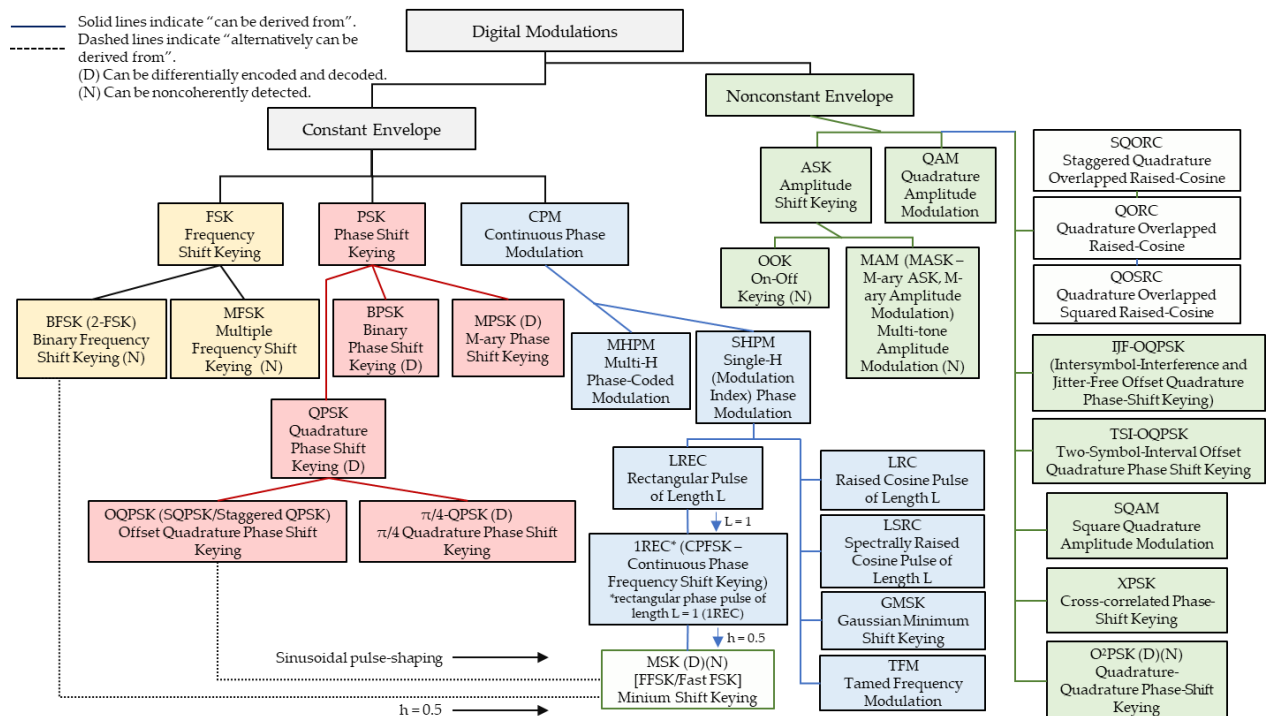 Solid lines indicate “can be derived from”.
Dashed lines indicate “alternatively can be
derived from”.
(D) Can be differentially encoded and decoded.
(N) Can be noncoherently detected.
Digital Modulations
Nonconstant Envelope
Constant Envelope
SQORC
Staggered Quadrature
Overlapped Raised-Cosine
ASK
Amplitude
Shift Keying
QAM
Quadrature
Amplitude
Modulation
QORC
Quadrature Overlapped
Raised-Cosine
FSK
Frequency
Shift Keying
PSK
Phase Shift
Keying
CPM
Continuous Phase
Modulation
OOK
On-Off
Keying (N)
MAM (MASK –
M-ary ASK, M-
ary Amplitude
Modulation)
Multi-tone
Amplitude
Modulation (N)
QOSRC
Quadrature Overlapped
Squared Raised-Cosine
BFSK (2-FSK)
Binary Frequency
Shift Keying (N)
MFSK
Multiple
Frequency Shift
Keying (N)
BPSK
Binary
Phase Shift
Keying (D)
MPSK (D)
M-ary Phase
Shift Keying
MHPM
Multi-H
Phase-Coded
Modulation
SHPM
Single-H
(Modulation
Index) Phase
Modulation
IJF-OQPSK
(Intersymbol-Interference and
Jitter-Free Offset Quadrature
Phase-Shift Keying)
QPSK
Quadrature
Phase Shift
Keying (D)
TSI-OQPSK
Two-Symbol-Interval Offset
Quadrature Phase Shift Keying
LREC
Rectangular Pulse
of Length L
LRC
Raised Cosine Pulse
of Length L
OQPSK (SQPSK/Staggered QPSK)
Offset Quadrature Phase Shift
Keying
π/4-QPSK (D)
π/4 Quadrature Phase Shift
Keying
L = 1
SQAM
Square Quadrature
Amplitude Modulation
1REC* (CPFSK –
Continuous Phase
Frequency Shift Keying)
*rectangular phase pulse of
length L = 1 (1REC)
LSRC
Spectrally Raised
Cosine Pulse of
Length L
XPSK
Cross-correlated Phase-
Shift Keying
GMSK
Gaussian Minimum
Shift Keying
h = 0.5
Sinusoidal pulse-shaping
MSK (D)(N)
[FFSK/Fast FSK]
Minium Shift Keying
TFM
Tamed Frequency
Modulation
O²PSK (D)(N)
Quadrature-
Quadrature Phase-Shift
Keying
h = 0.5